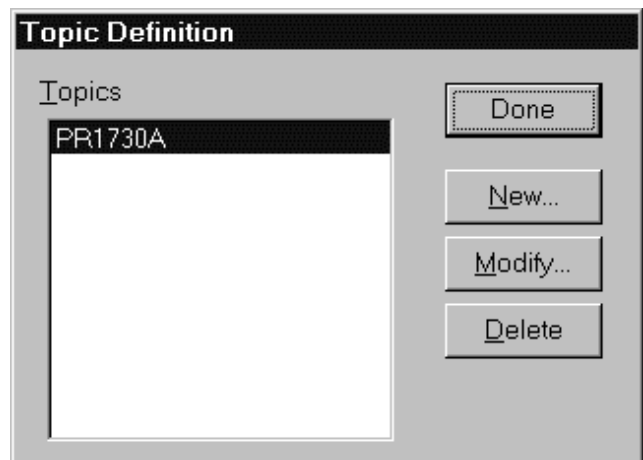 Topic Definition
Topics
PR1730A
Done
New...
Modify...
Delete